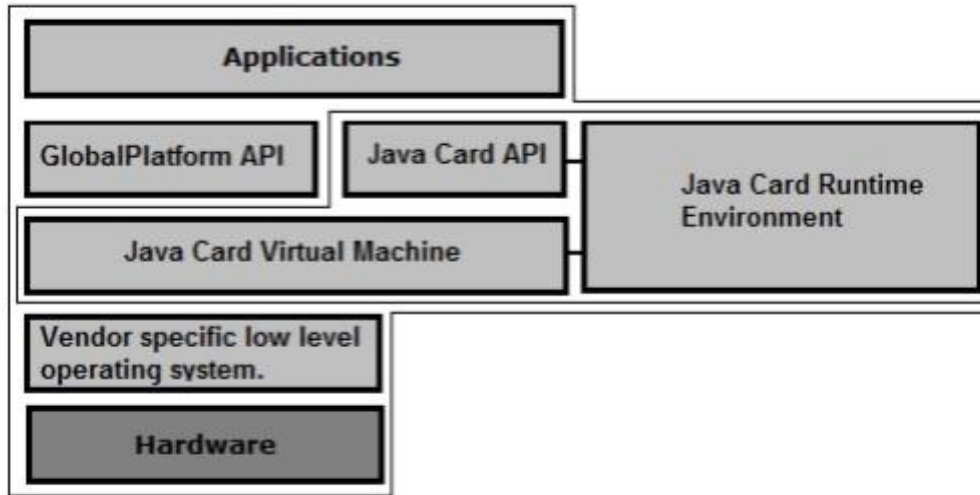 Applications
GlobalPlatform API
Java Card API
Java Card Runtime
Environment
Java Card Virtual Machine
Vendor specific low level
operating system.
Hardware